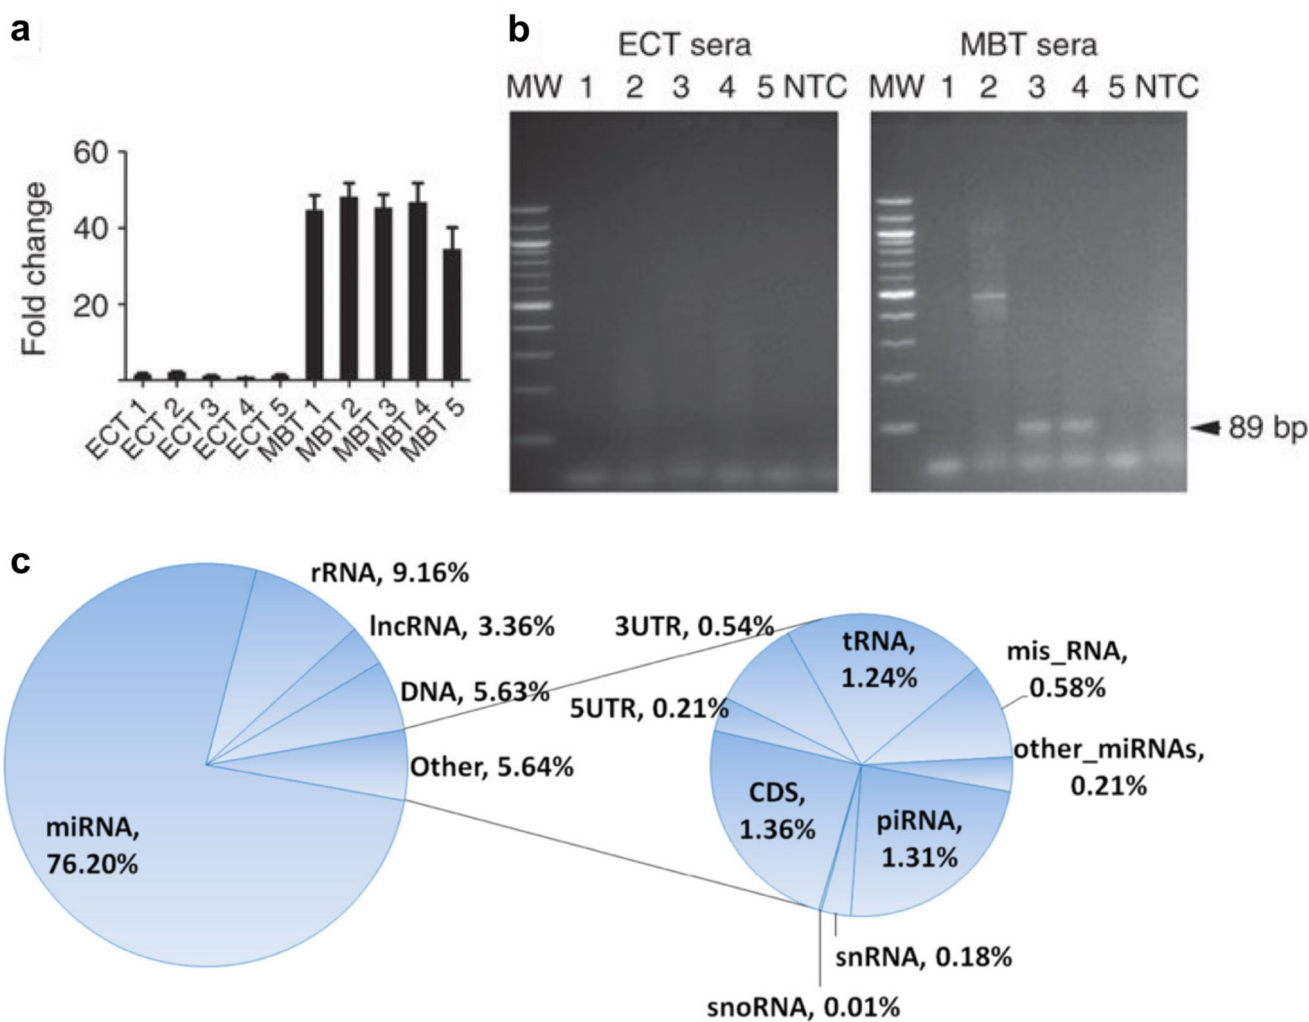 a
60
40
20
Fold change
ECT 1
ECT 2
ECT 3
ECT 4
ECT 5
MBT 1
MBT 2
MBT 3
MBT 4
MBT 5
b
ECT sera
MW 1 2 3 4 5 NTC
MBT sera
MW 1 2 3 4 5 NTC
89 bp
c
rRNA, 9.16%
lncRNA, 3.36%
DNA, 5.63%
Other, 5.64%
miRNA,
76.20%
3UTR, 0.54%
5UTR, 0.21%
tRNA,
1.24%
mis_RNA,
0.58%
other_miRNAs,
0.21%
CDS,
1.36%
piRNA,
1.31%
snRNA, 0.18%
snoRNA, 0.01%